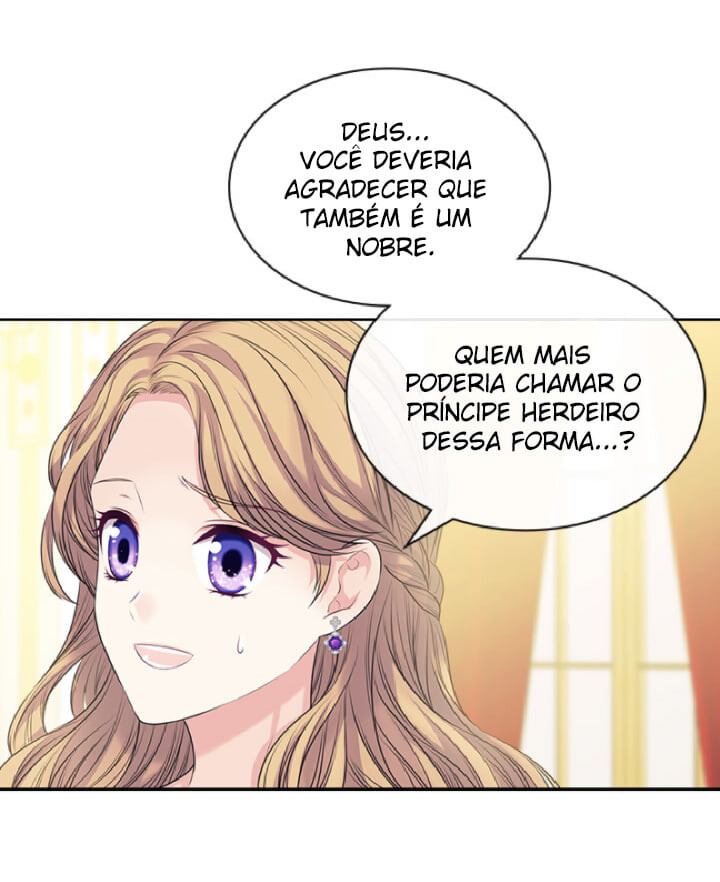 DEUS...
VOCÊ DEVERIA
AGRADECER QUE
TAMBÉM É UM
NOBRE.
QUEM MAIS
PODERIA CHAMAR O
PRÍNCIPE HERDEIRO
DESSA FORMA...?